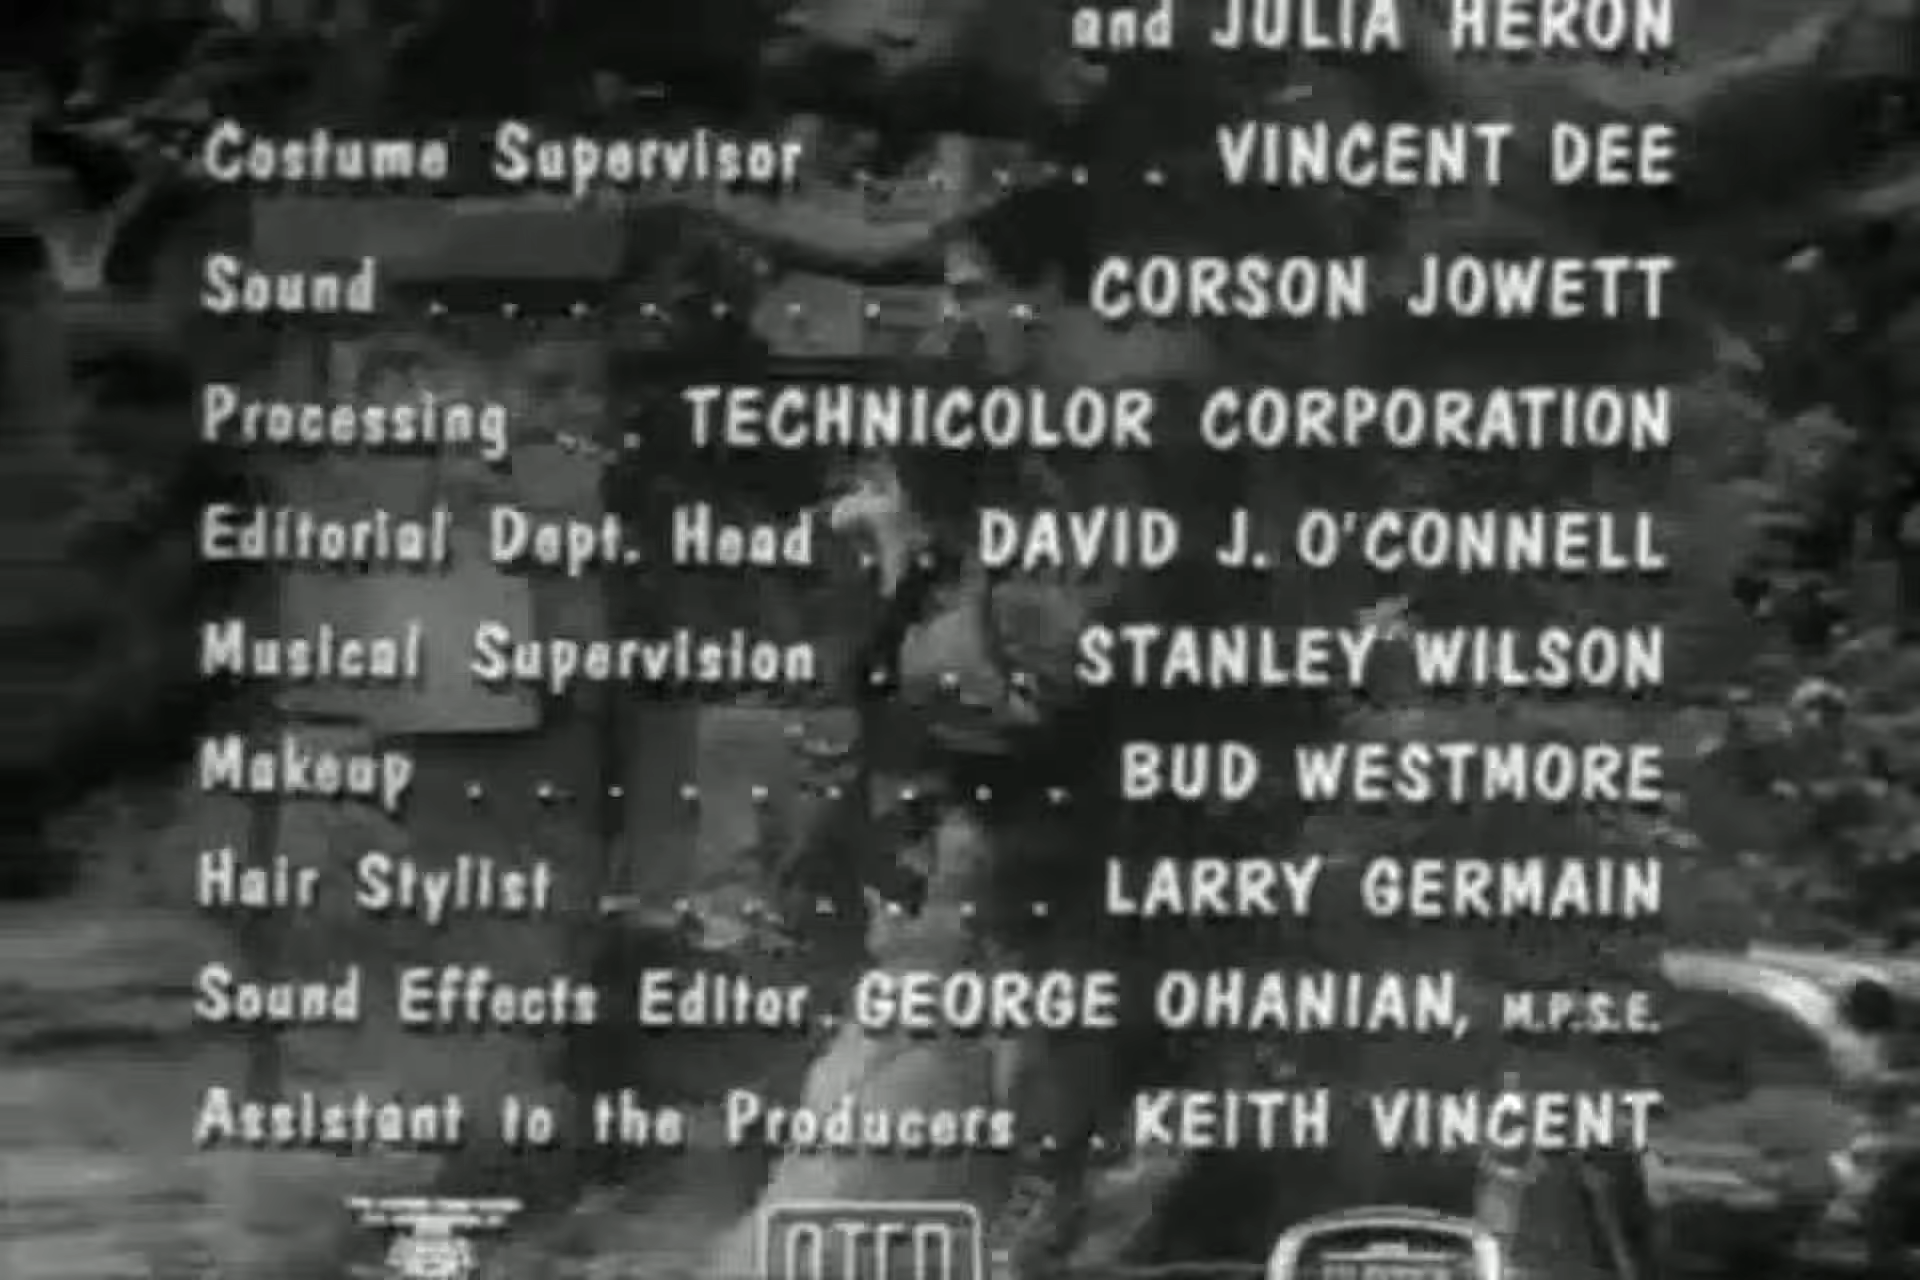 and JULIA HERON
Costume Supervisor . . . . . VINCENT DEE
Sound . . . . . . . . . CORSON JOWETT
Processing . . TECHNICOLOR CORPORATION
Editorial Dept. Head . . DAVID J. O'CONNELL
Musical Supervision . . . STANLEY WILSON
Makeup . . . . . . . . . BUD WESTMORE
Hair Stylist . . . . . . . LARRY GERMAIN
Sound Effects Editor . GEORGE OHANIAN, M.P.S.E.
Assistant to the Producers . . KEITH VINCENT